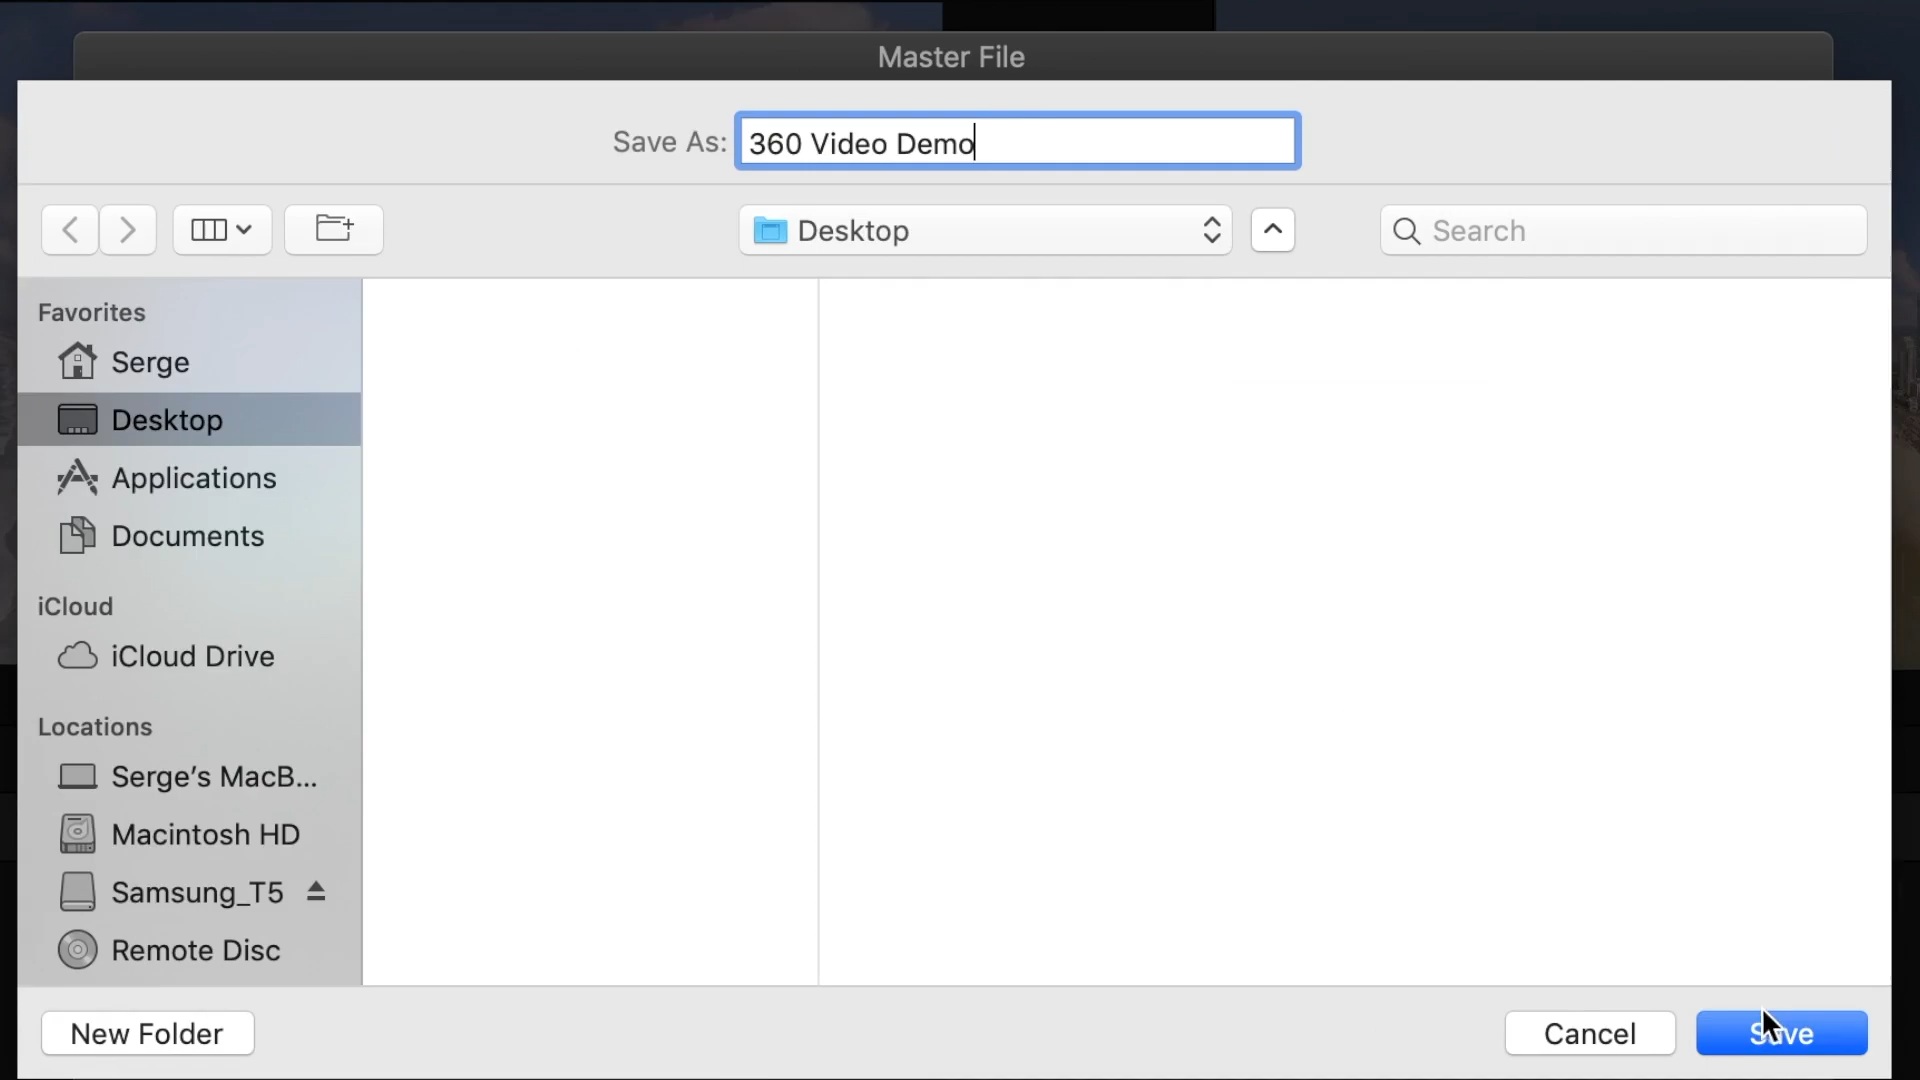 Master File
Save As: 360 Video Demo
Desktop
Search
Favorites
Serge
Desktop
Applications
Documents
iCloud
iCloud Drive
Locations
Serge's MacB...
Macintosh HD
Samsung_T5
Remote Disc
New Folder
Cancel
Save